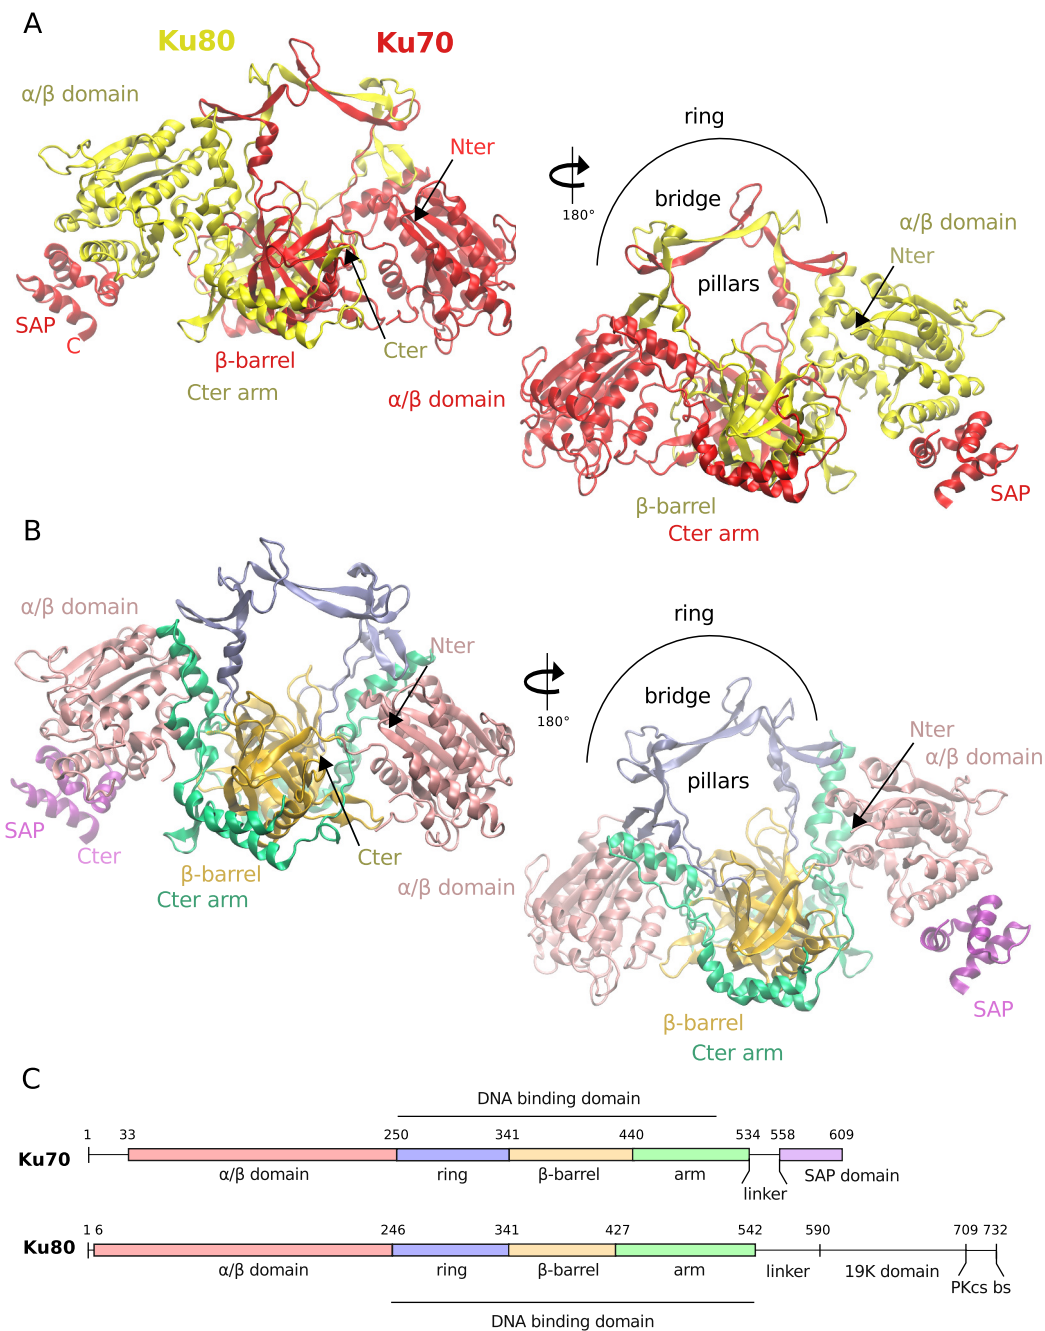 A
Ku80
Ku70
α/β domain
Nter
SAP
C
β-barrel
Cter arm
Cter
α/β domain
180°
ring
bridge
pillars
α/β domain
Nter
SAP
β-barrel
Cter arm
B
α/β domain
Nter
SAP
Cter
β-barrel
Cter arm
Cter
α/β domain
180°
ring
bridge
pillars
Nter
α/β domain
SAP
β-barrel
Cter arm
C
DNA binding domain
1 33 250 341 440 534 558 609
Ku70
α/β domain ring β-barrel arm SAP domain
linker
1 6 246 341 427 542 590 709 732
Ku80
α/β domain ring β-barrel arm linker 19K domain
PKcs bs
DNA binding domain